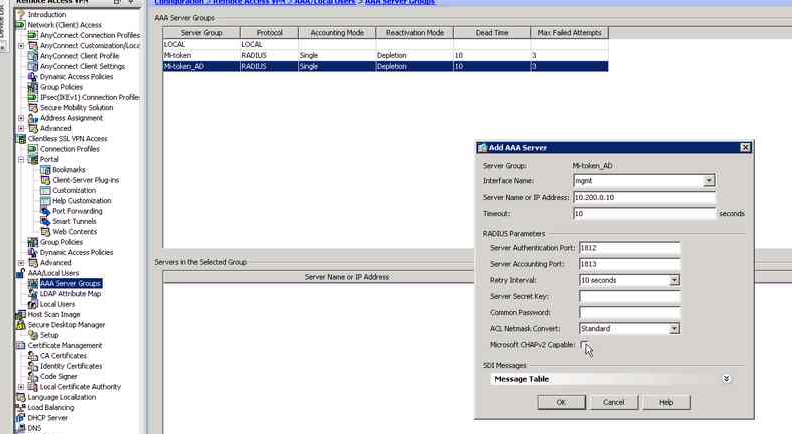 Remote Access VPN
Configuration > Remote Access VPN > AAA/Local Users > AAA Server Groups
Device List
Introduction
Network (Client) Access
AnyConnect Connection Profiles
AnyConnect Customization/Loca
AnyConnect Client Profile
AnyConnect Client Settings
Dynamic Access Policies
Group Policies
IPsec(IKEv1) Connection Profiles
Secure Mobility Solution
Address Assignment
Advanced
Clientless SSL VPN Access
Connection Profiles
Portal
Bookmarks
Client-Server Plug-ins
Customization
Help Customization
Port Forwarding
Smart Tunnels
Web Contents
Group Policies
Dynamic Access Policies
Advanced
AAA/Local Users
AAA Server Groups
LDAP Attribute Map
Local Users
Host Scan Image
Secure Desktop Manager
Setup
Certificate Management
CA Certificates
Identity Certificates
Code Signer
Local Certificate Authority
Language Localization
Load Balancing
DHCP Server
DNS
AAA Server Groups
Server Group Protocol Accounting Mode Reactivation Mode Dead Time Max Failed Attempts
LOCAL LOCAL
Mi-token RADIUS Single Depletion 10 3
Mi-token_AD RADIUS Single Depletion 10 3
Servers in the Selected Group
Server Name or IP Address
Add AAA Server
Server Group: Mi-token_AD
Interface Name: mgmt
Server Name or IP Address: 10.200.0.10
Timeout: 10 seconds
RADIUS Parameters
Server Authentication Port: 1812
Server Accounting Port: 1813
Retry Interval: 10 seconds
Server Secret Key:
Common Password:
ACL Netmask Convert: Standard
Microsoft CHAPv2 Capable:
SDI Messages
Message Table
OK Cancel Help